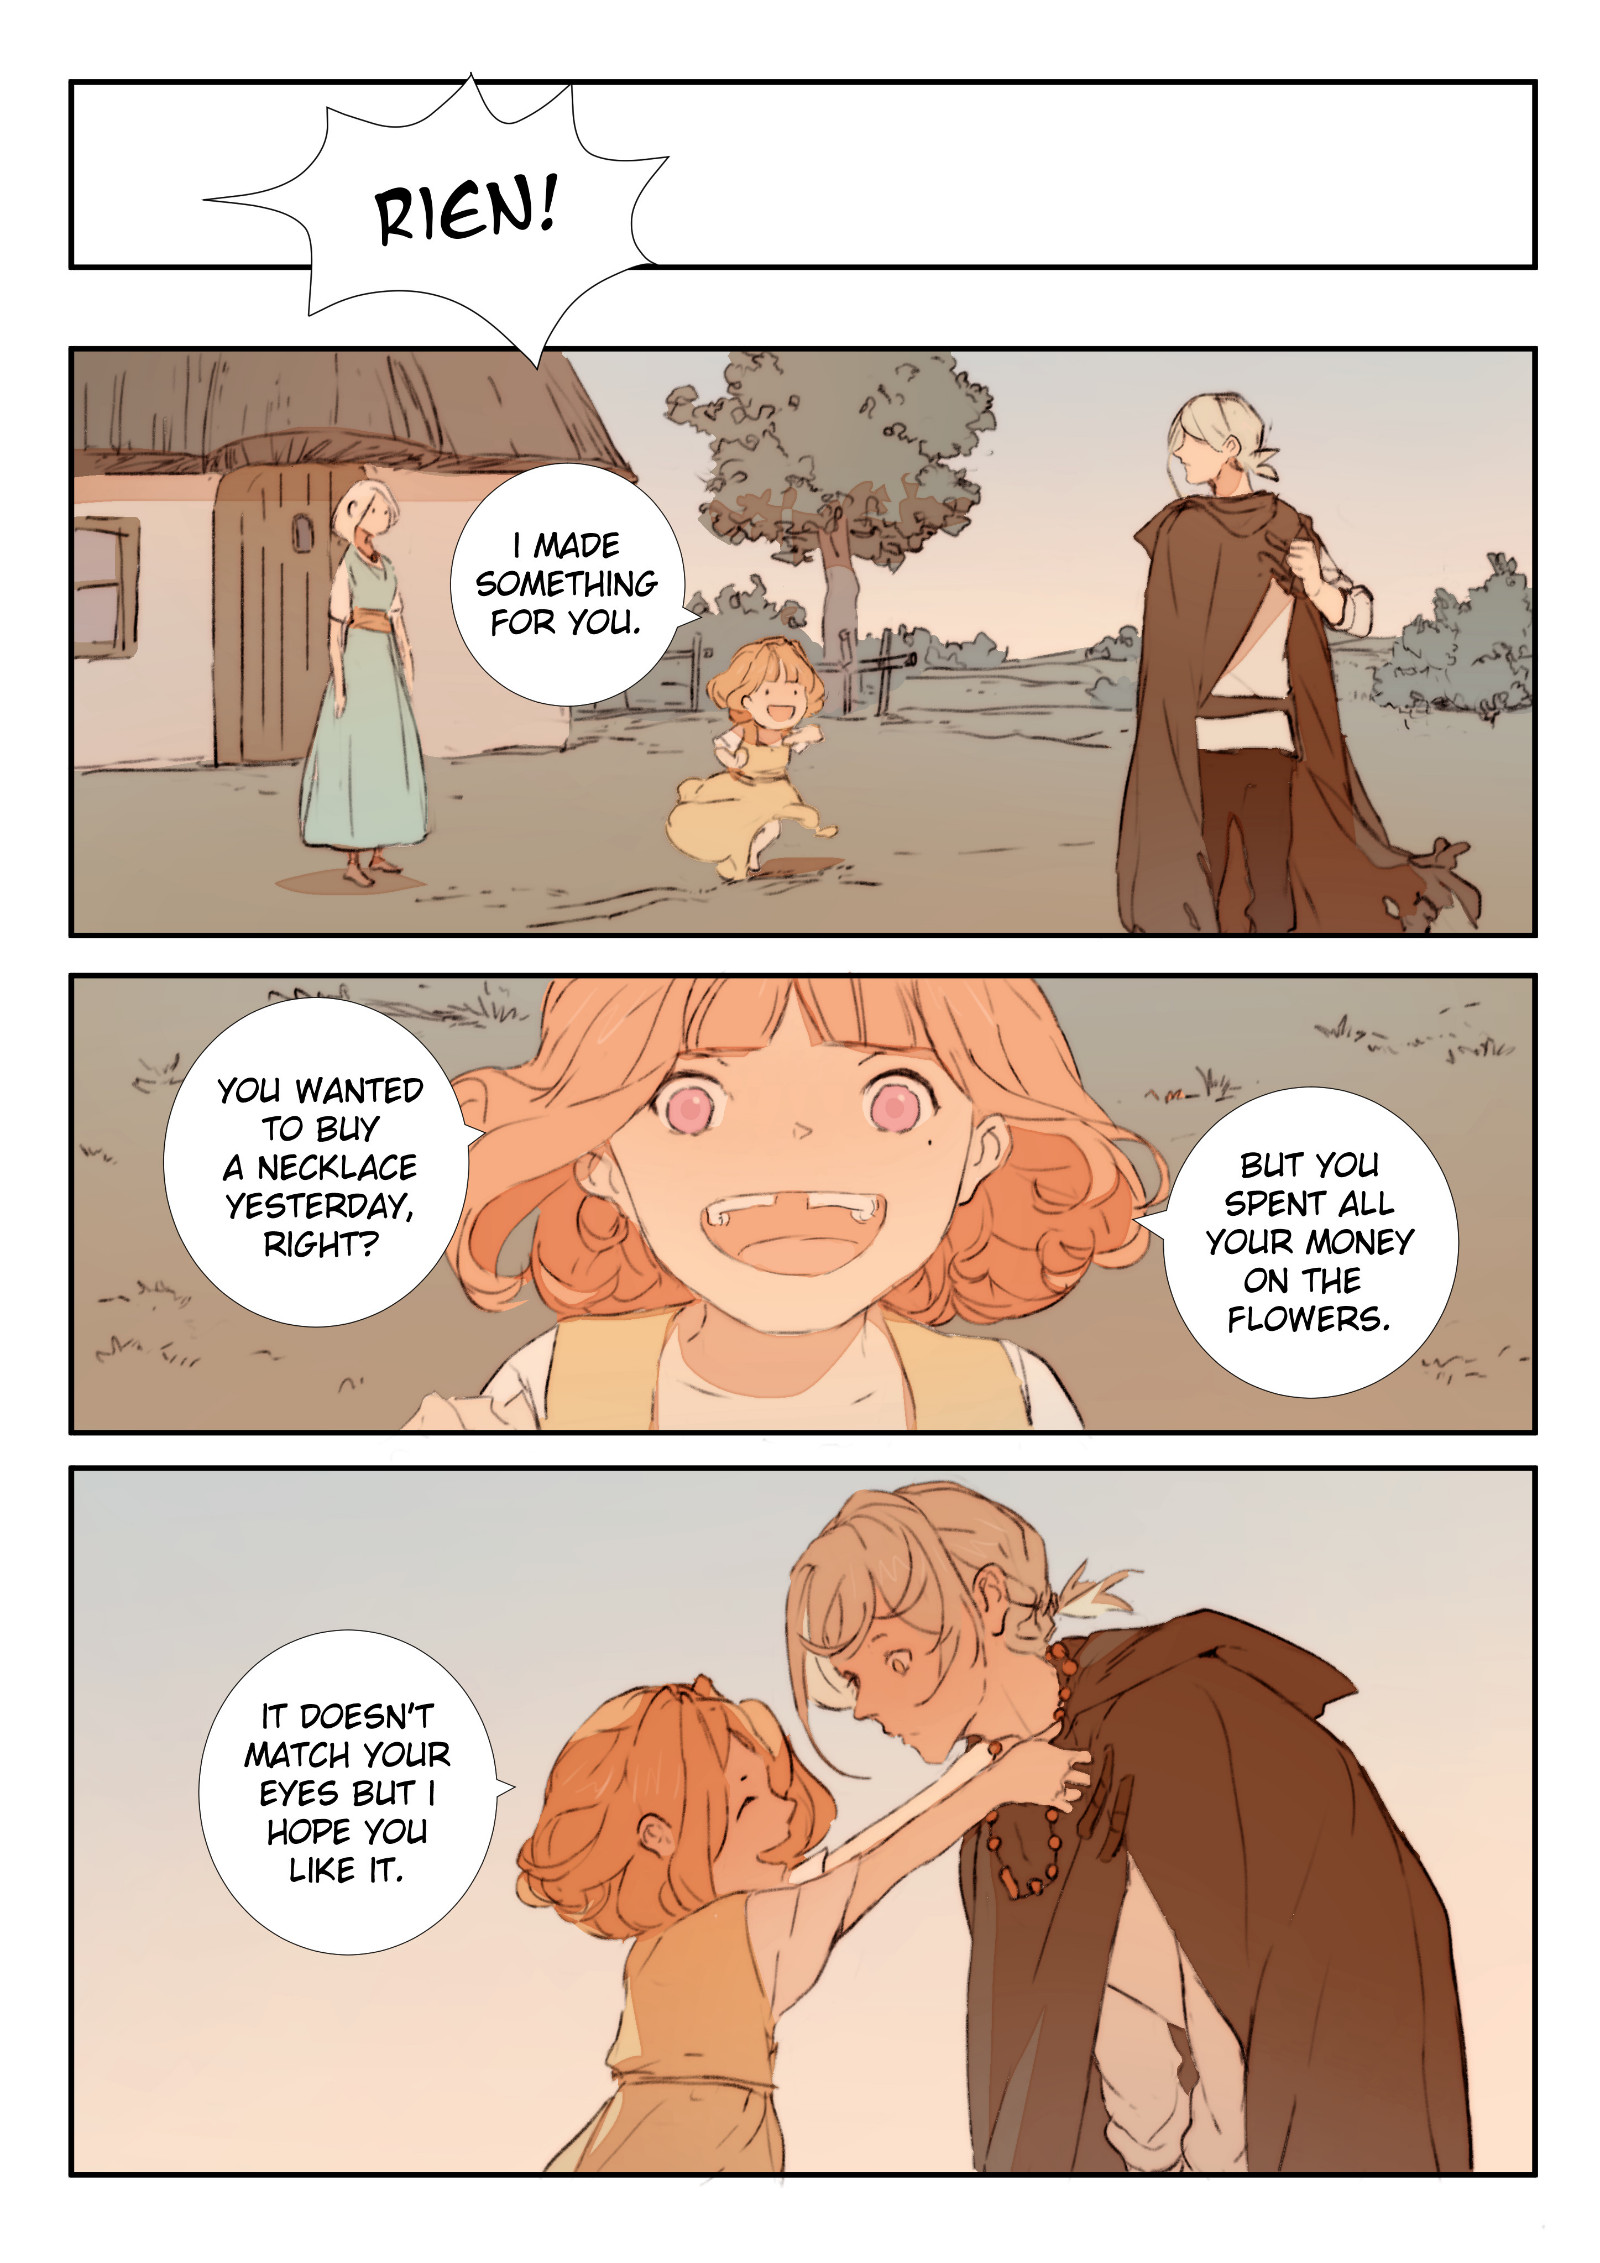 RIEN!
I MADE
SOMETHING
FOR YOU.
YOU WANTED
TO BUY
A NECKLACE
YESTERDAY,
RIGHT?
BUT YOU
SPENT ALL
YOUR MONEY
ON THE
FLOWERS.
IT DOESN'T
MATCH YOUR
EYES BUT I
HOPE YOU
LIKE IT.